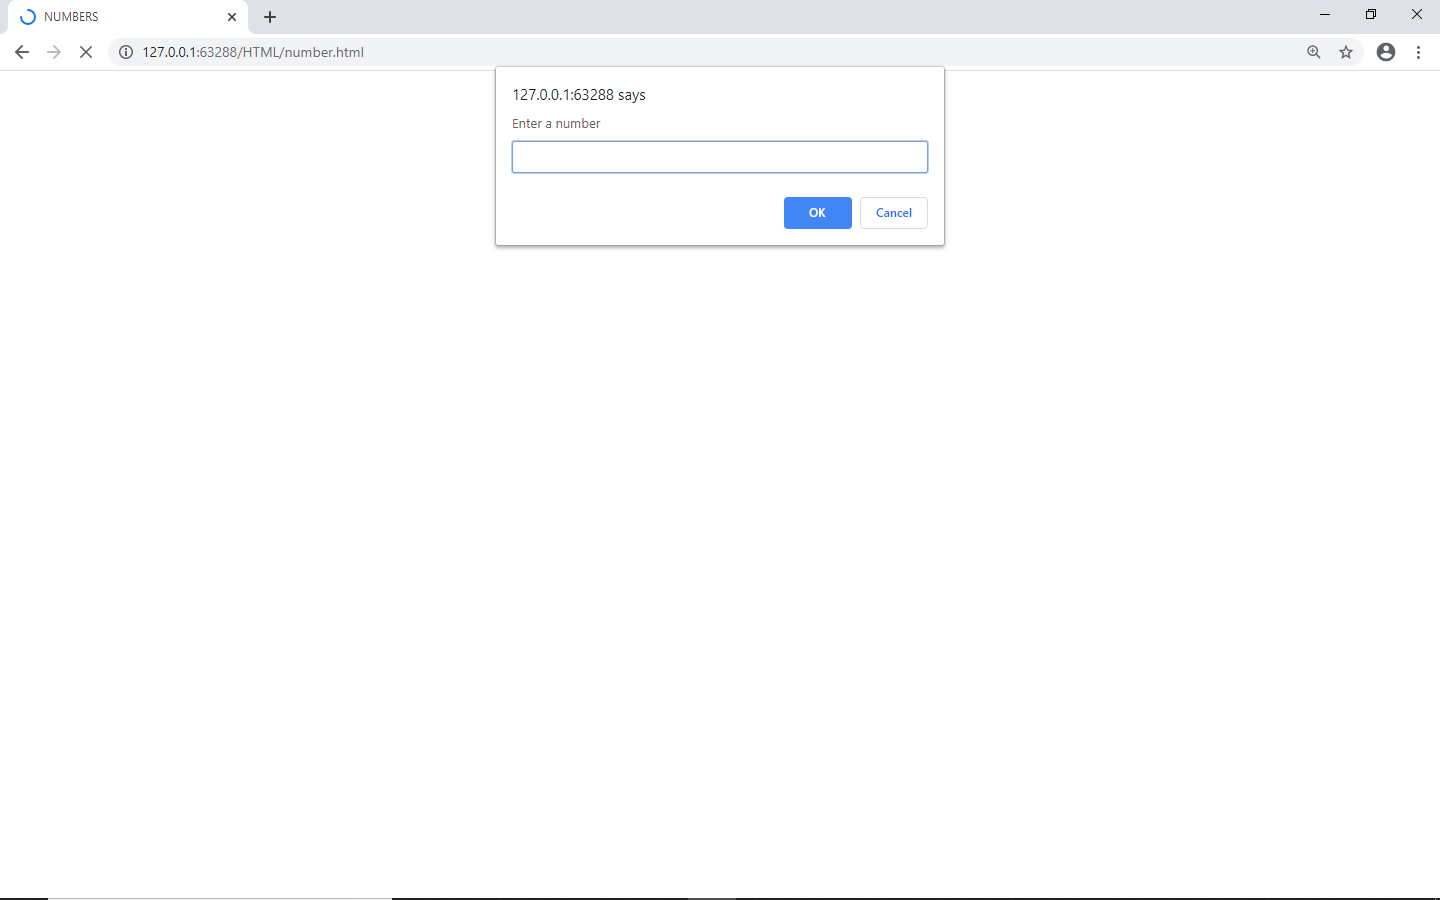 NUMBERS
127.0.0.1:63288/HTML/number.html
127.0.0.1:63288 says
Enter a number
OK
Cancel